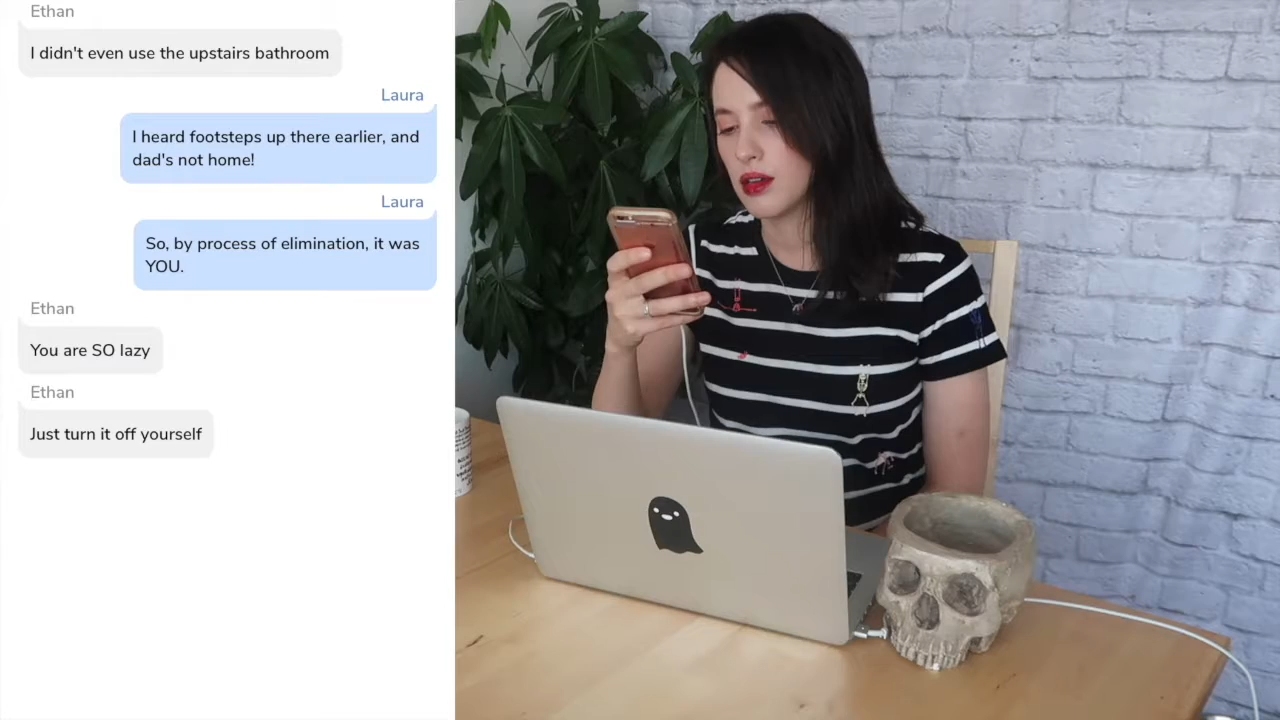 Ethan
I didn't even use the upstairs bathroom
Laura
I heard footsteps up there earlier, and
dad's not home!
Laura
So, by process of elimination, it was
YOU.
Ethan
You are SO lazy
Ethan
Just turn it off yourself